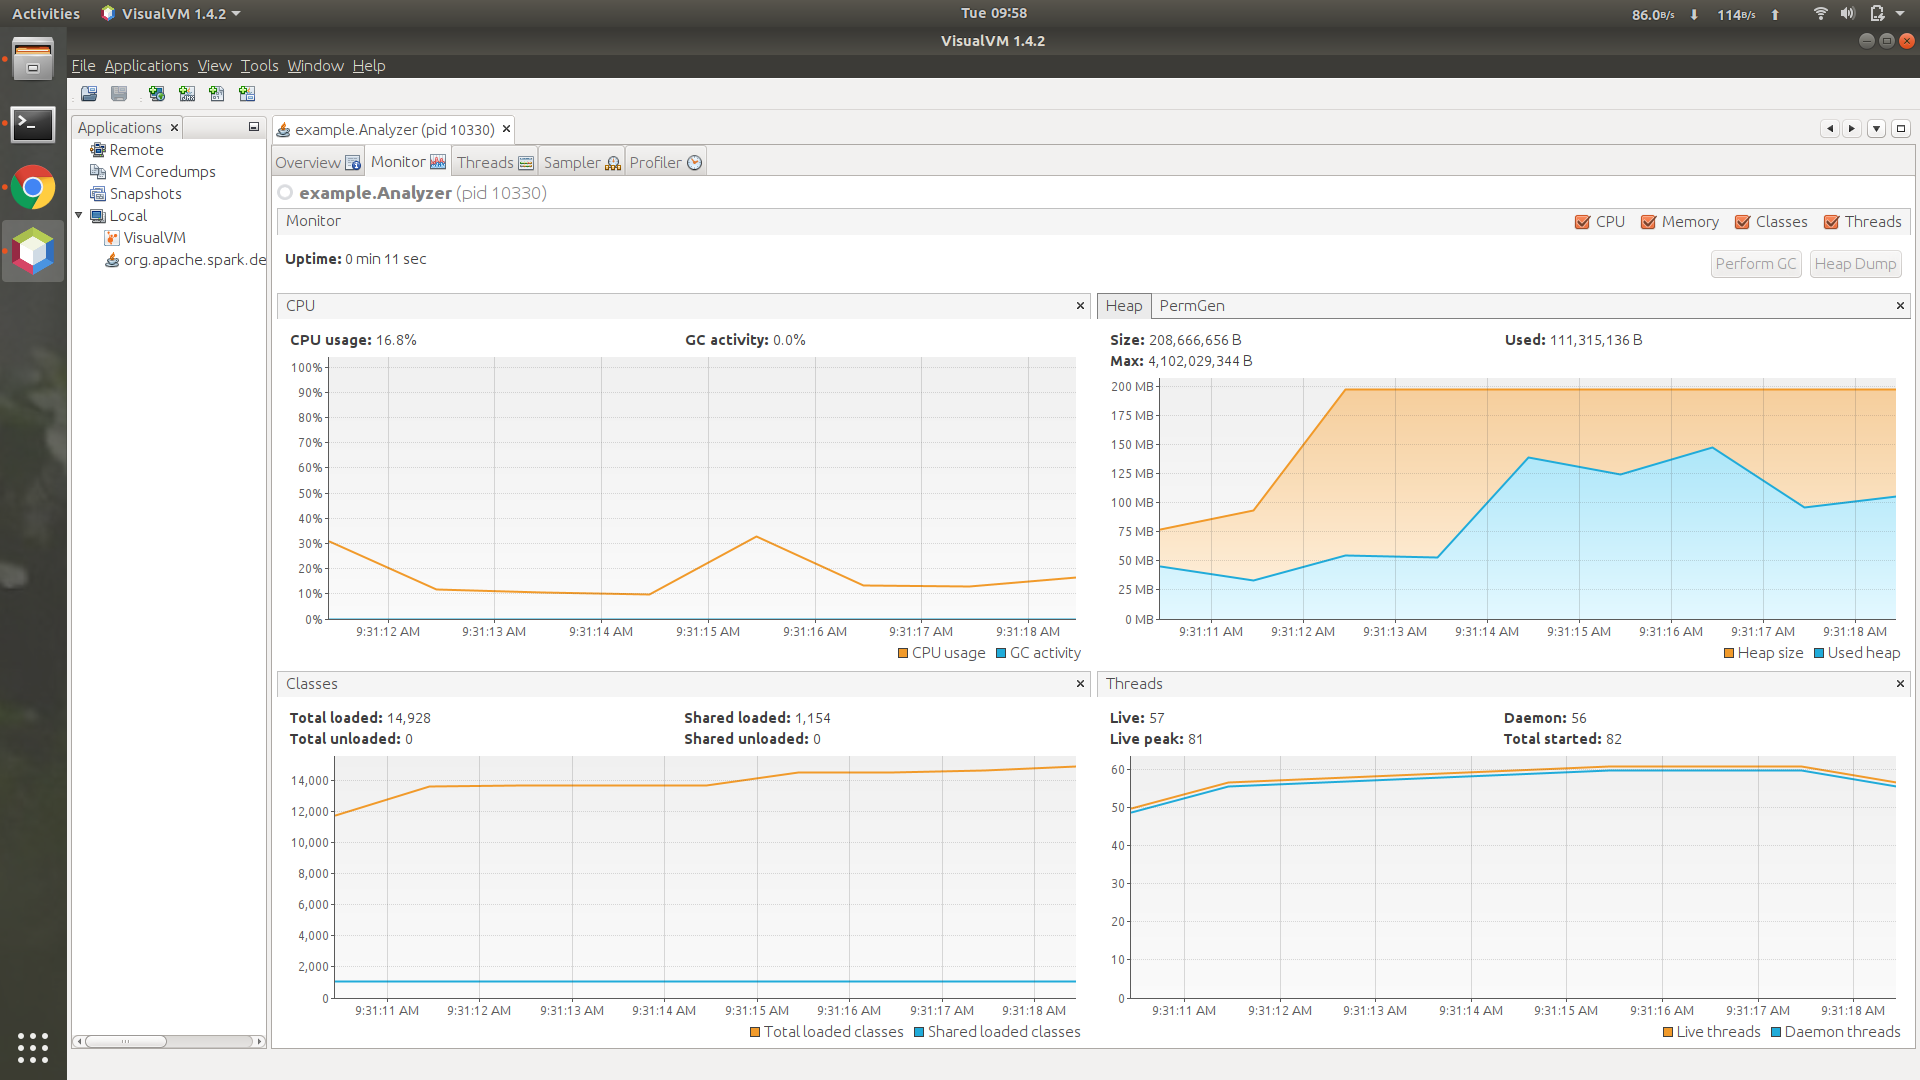 Activities VisualVM 1.4.2 Tue 09:58 86.0B/s 114B/s
VisualVM 1.4.2
File Applications View Tools Window Help
Applications example.Analyzer (pid 10330)
Remote
VM Coredumps
Snapshots
Local
VisualVM
org.apache.spark.de
Overview Monitor Threads Sampler Profiler
example.Analyzer (pid 10330)
Monitor CPU Memory Classes Threads
Uptime: 0 min 11 sec Perform GC Heap Dump
CPU
CPU usage: 16.8% GC activity: 0.0%
100%
90%
80%
70%
60%
50%
40%
30%
20%
10%
0%
9:31:12 AM 9:31:13 AM 9:31:14 AM 9:31:15 AM 9:31:16 AM 9:31:17 AM 9:31:18 AM
CPU usage GC activity
Heap PermGen
Size: 208,666,656 B Used: 111,315,136 B
Max: 4,102,029,344 B
200 MB
175 MB
150 MB
125 MB
100 MB
75 MB
50 MB
25 MB
0 MB
9:31:11 AM 9:31:12 AM 9:31:13 AM 9:31:14 AM 9:31:15 AM 9:31:16 AM 9:31:17 AM 9:31:18 AM
Heap size Used heap
Classes
Total loaded: 14,928 Shared loaded: 1,154
Total unloaded: 0 Shared unloaded: 0
14,000
12,000
10,000
8,000
6,000
4,000
2,000
0
9:31:11 AM 9:31:12 AM 9:31:13 AM 9:31:14 AM 9:31:15 AM 9:31:16 AM 9:31:17 AM 9:31:18 AM
Total loaded classes Shared loaded classes
Threads
Live: 57 Daemon: 56
Live peak: 81 Total started: 82
60
50
40
30
20
10
0
9:31:11 AM 9:31:12 AM 9:31:13 AM 9:31:14 AM 9:31:15 AM 9:31:16 AM 9:31:17 AM 9:31:18 AM
Live threads Daemon threads